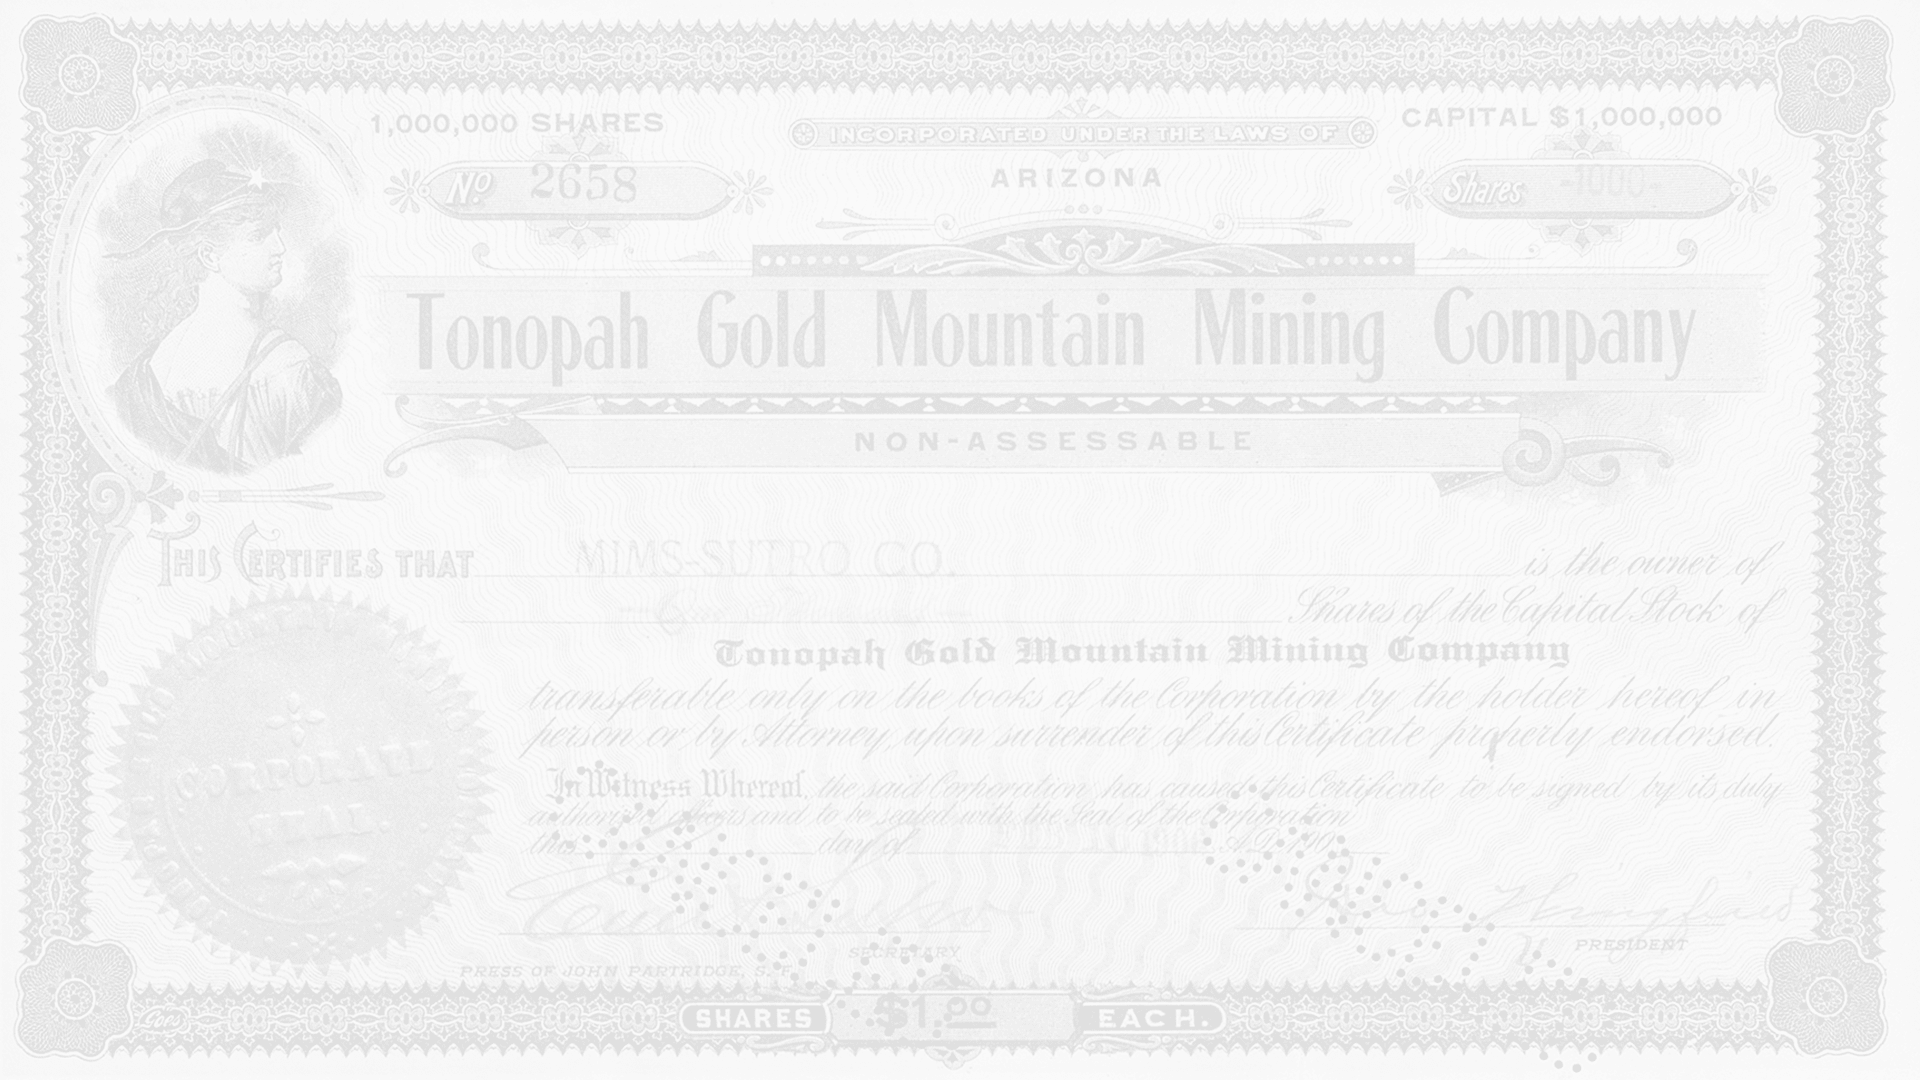 1,000,000 SHARES
INCORPORATED UNDER THE LAWS OF
CAPITAL $1,000,000
No. 2658
ARIZONA
Shares -1000-
Tonopah Gold Mountain Mining Company
NON-ASSESSABLE
THIS CERTIFIES THAT MIMS-SUTRO CO. is the owner of
Shares of the Capital Stock of
Tonopah Gold Mountain Mining Company
transferable only on the books of the Corporation by the holder hereof in
person or by Attorney, upon surrender of this Certificate properly endorsed.
In Witness Whereof, the said Corporation has caused this Certificate to be signed by its duly
authorized officers and to be sealed with the Seal of the Corporation
this day of A.D. 190
CORPORATE
SEAL.
SECRETARY
PRESIDENT
PRESS OF JOHN PARTRIDGE, S.F.
SHARES $1.00 EACH.